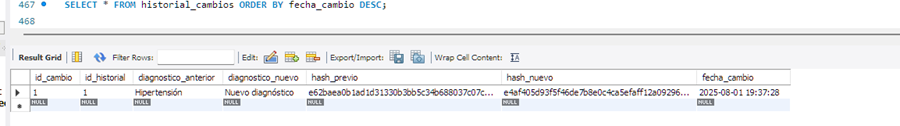 467 SELECT * FROM historial_cambios ORDER BY fecha_cambio DESC;
468
Result Grid Filter Rows: Edit: Export/Import: Wrap Cell Content:
id_cambio id_historial diagnostico_anterior diagnostico_nuevo hash_previo hash_nuevo fecha_cambio
1 1 Hipertensión Nuevo diagnóstico e62baea0b1ad1d31330b3bb5c34b688037c07c... e4af405d93f5f46de7b8e0c4ca5efaff12a09296... 2025-08-01 19:37:28
NULL NULL NULL NULL NULL NULL NULL